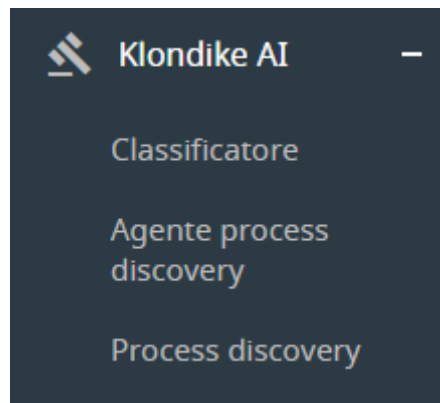 Klondike AI
Classificatore
Agente process
discovery
Process discovery